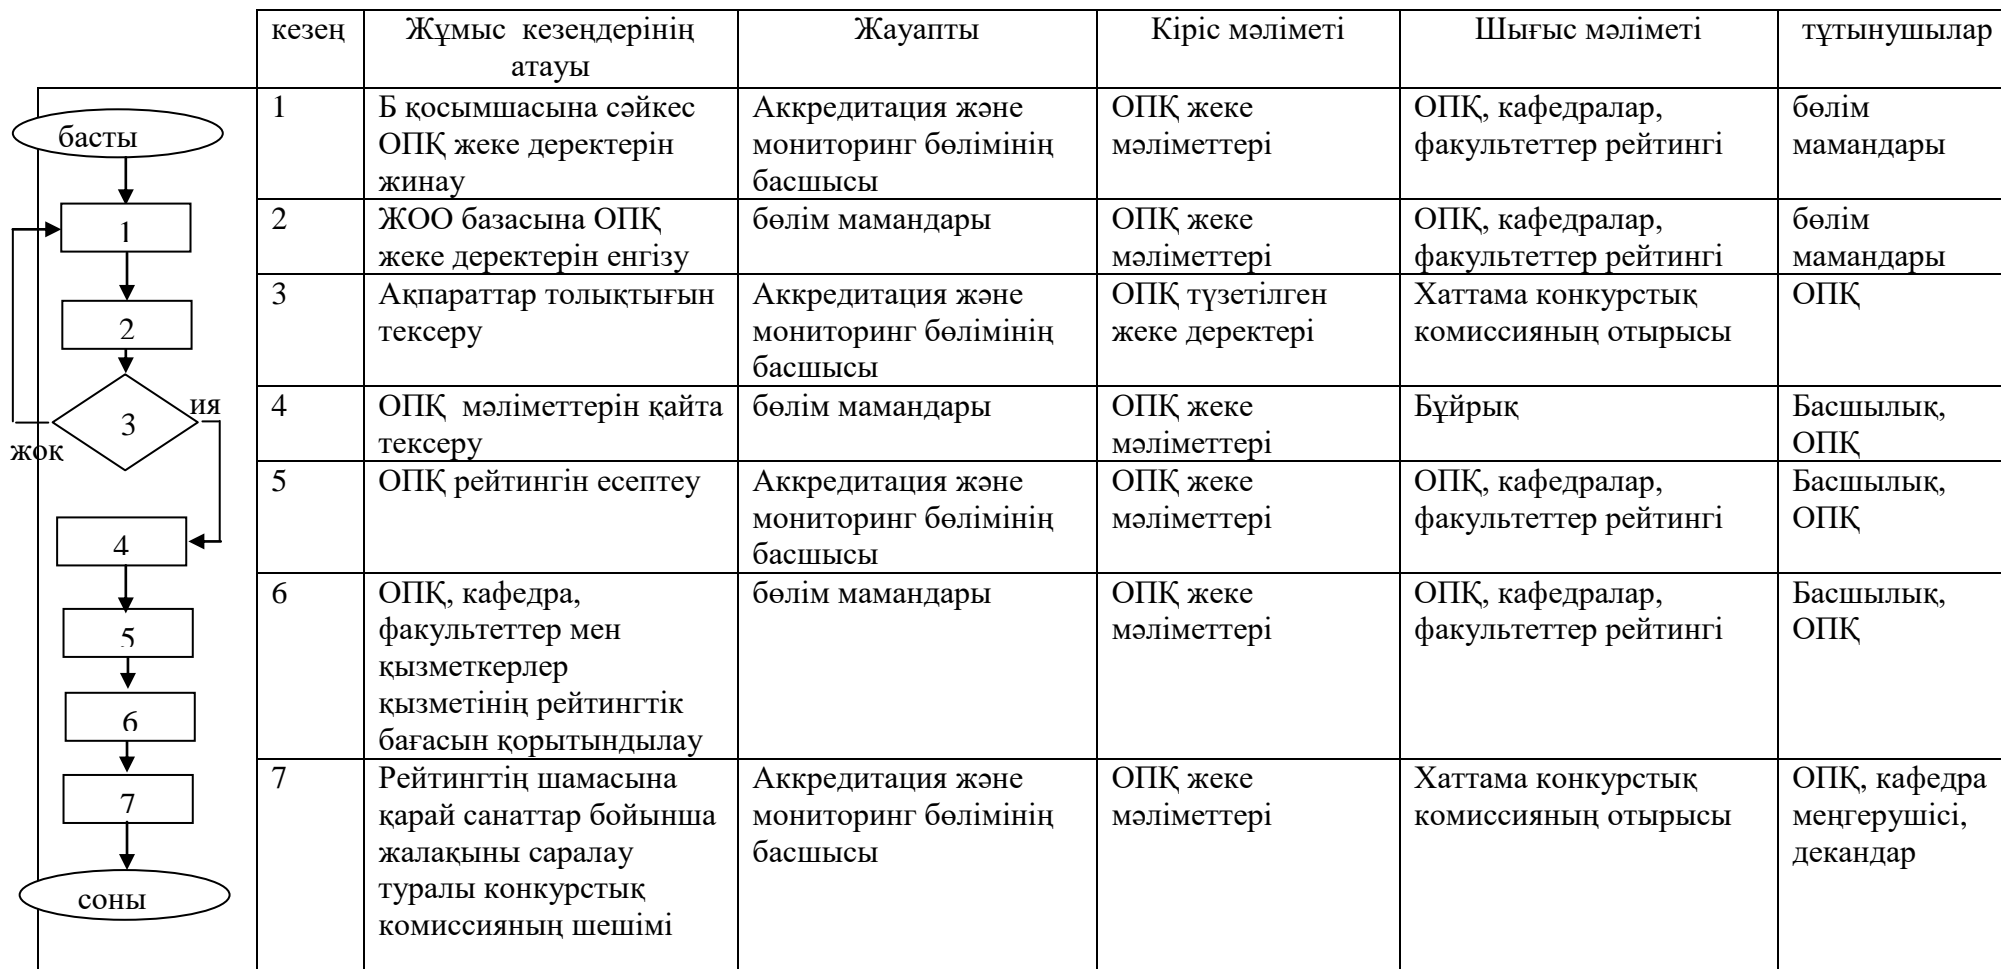 кезең
Жұмыс кезеңдерінің
атауы
Жауапты
Кіріс мәліметі
Шығыс мәліметі
тұтынушылар
басты
1
2
3
ия
жоқ
4
5
6
7
соны
1
Б қосымшасына сәйкес
ОПҚ жеке деректерін
жинау
Аккредитация және
мониторинг бөлімінің
басшысы
ОПҚ жеке
мәліметтері
ОПҚ, кафедралар,
факультеттер рейтингі
бөлім
мамандары
2
ЖОО базасына ОПҚ
жеке деректерін енгізу
бөлім мамандары
ОПҚ жеке
мәліметтері
ОПҚ, кафедралар,
факультеттер рейтингі
бөлім
мамандары
3
Ақпараттар толықтығын
тексеру
Аккредитация және
мониторинг бөлімінің
басшысы
ОПҚ түзетілген
жеке деректері
Хаттама конкурстық
комиссияның отырысы
ОПҚ
4
ОПҚ мәліметтерін қайта
тексеру
бөлім мамандары
ОПҚ жеке
мәліметтері
Бұйрық
Басшылық,
ОПҚ
5
ОПҚ рейтингін есептеу
Аккредитация және
мониторинг бөлімінің
басшысы
ОПҚ жеке
мәліметтері
ОПҚ, кафедралар,
факультеттер рейтингі
Басшылық,
ОПҚ
6
ОПҚ, кафедра,
факультеттер мен
қызметкерлер
қызметінің рейтингтік
бағасын қорытындылау
бөлім мамандары
ОПҚ жеке
мәліметтері
ОПҚ, кафедралар,
факультеттер рейтингі
Басшылық,
ОПҚ
7
Рейтингтің шамасына
қарай санаттар бойынша
жалақыны саралау
туралы конкурстық
комиссияның шешімі
Аккредитация және
мониторинг бөлімінің
басшысы
ОПҚ жеке
мәліметтері
Хаттама конкурстық
комиссияның отырысы
ОПҚ, кафедра
меңгерушісі,
декандар